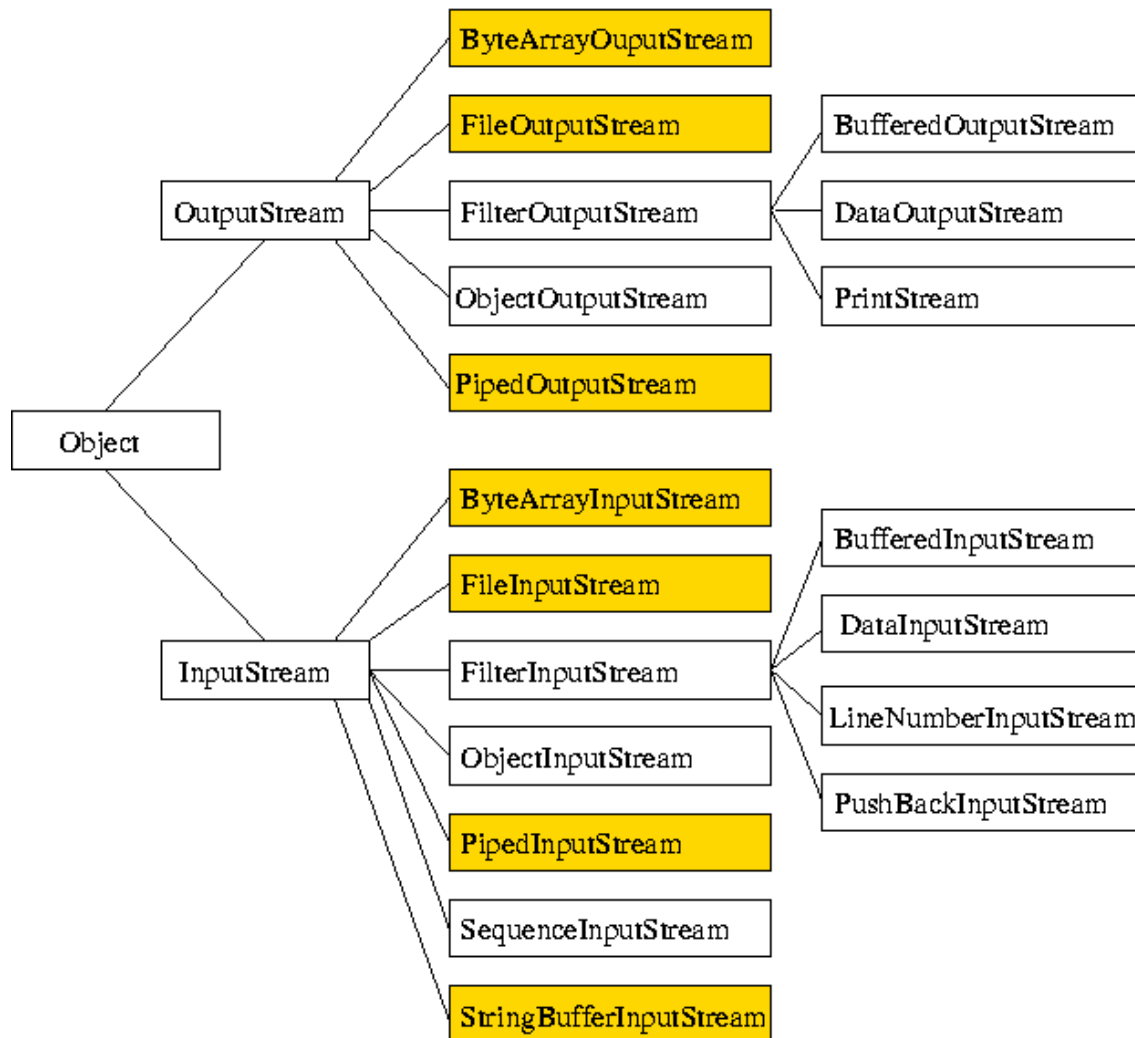 ByteArrayOuputStream
FileOutputStream
BufferedOutputStream
OutputStream
FilterOutputStream
DataOutputStream
ObjectOutputStream
PrintStream
PipedOutputStream
Object
ByteArrayInputStream
BufferedInputStream
FileInputStream
DataInputStream
InputStream
FilterInputStream
LineNumberInputStream
ObjectInputStream
PushBackInputStream
PipedInputStream
SequenceInputStream
StringBufferInputStream